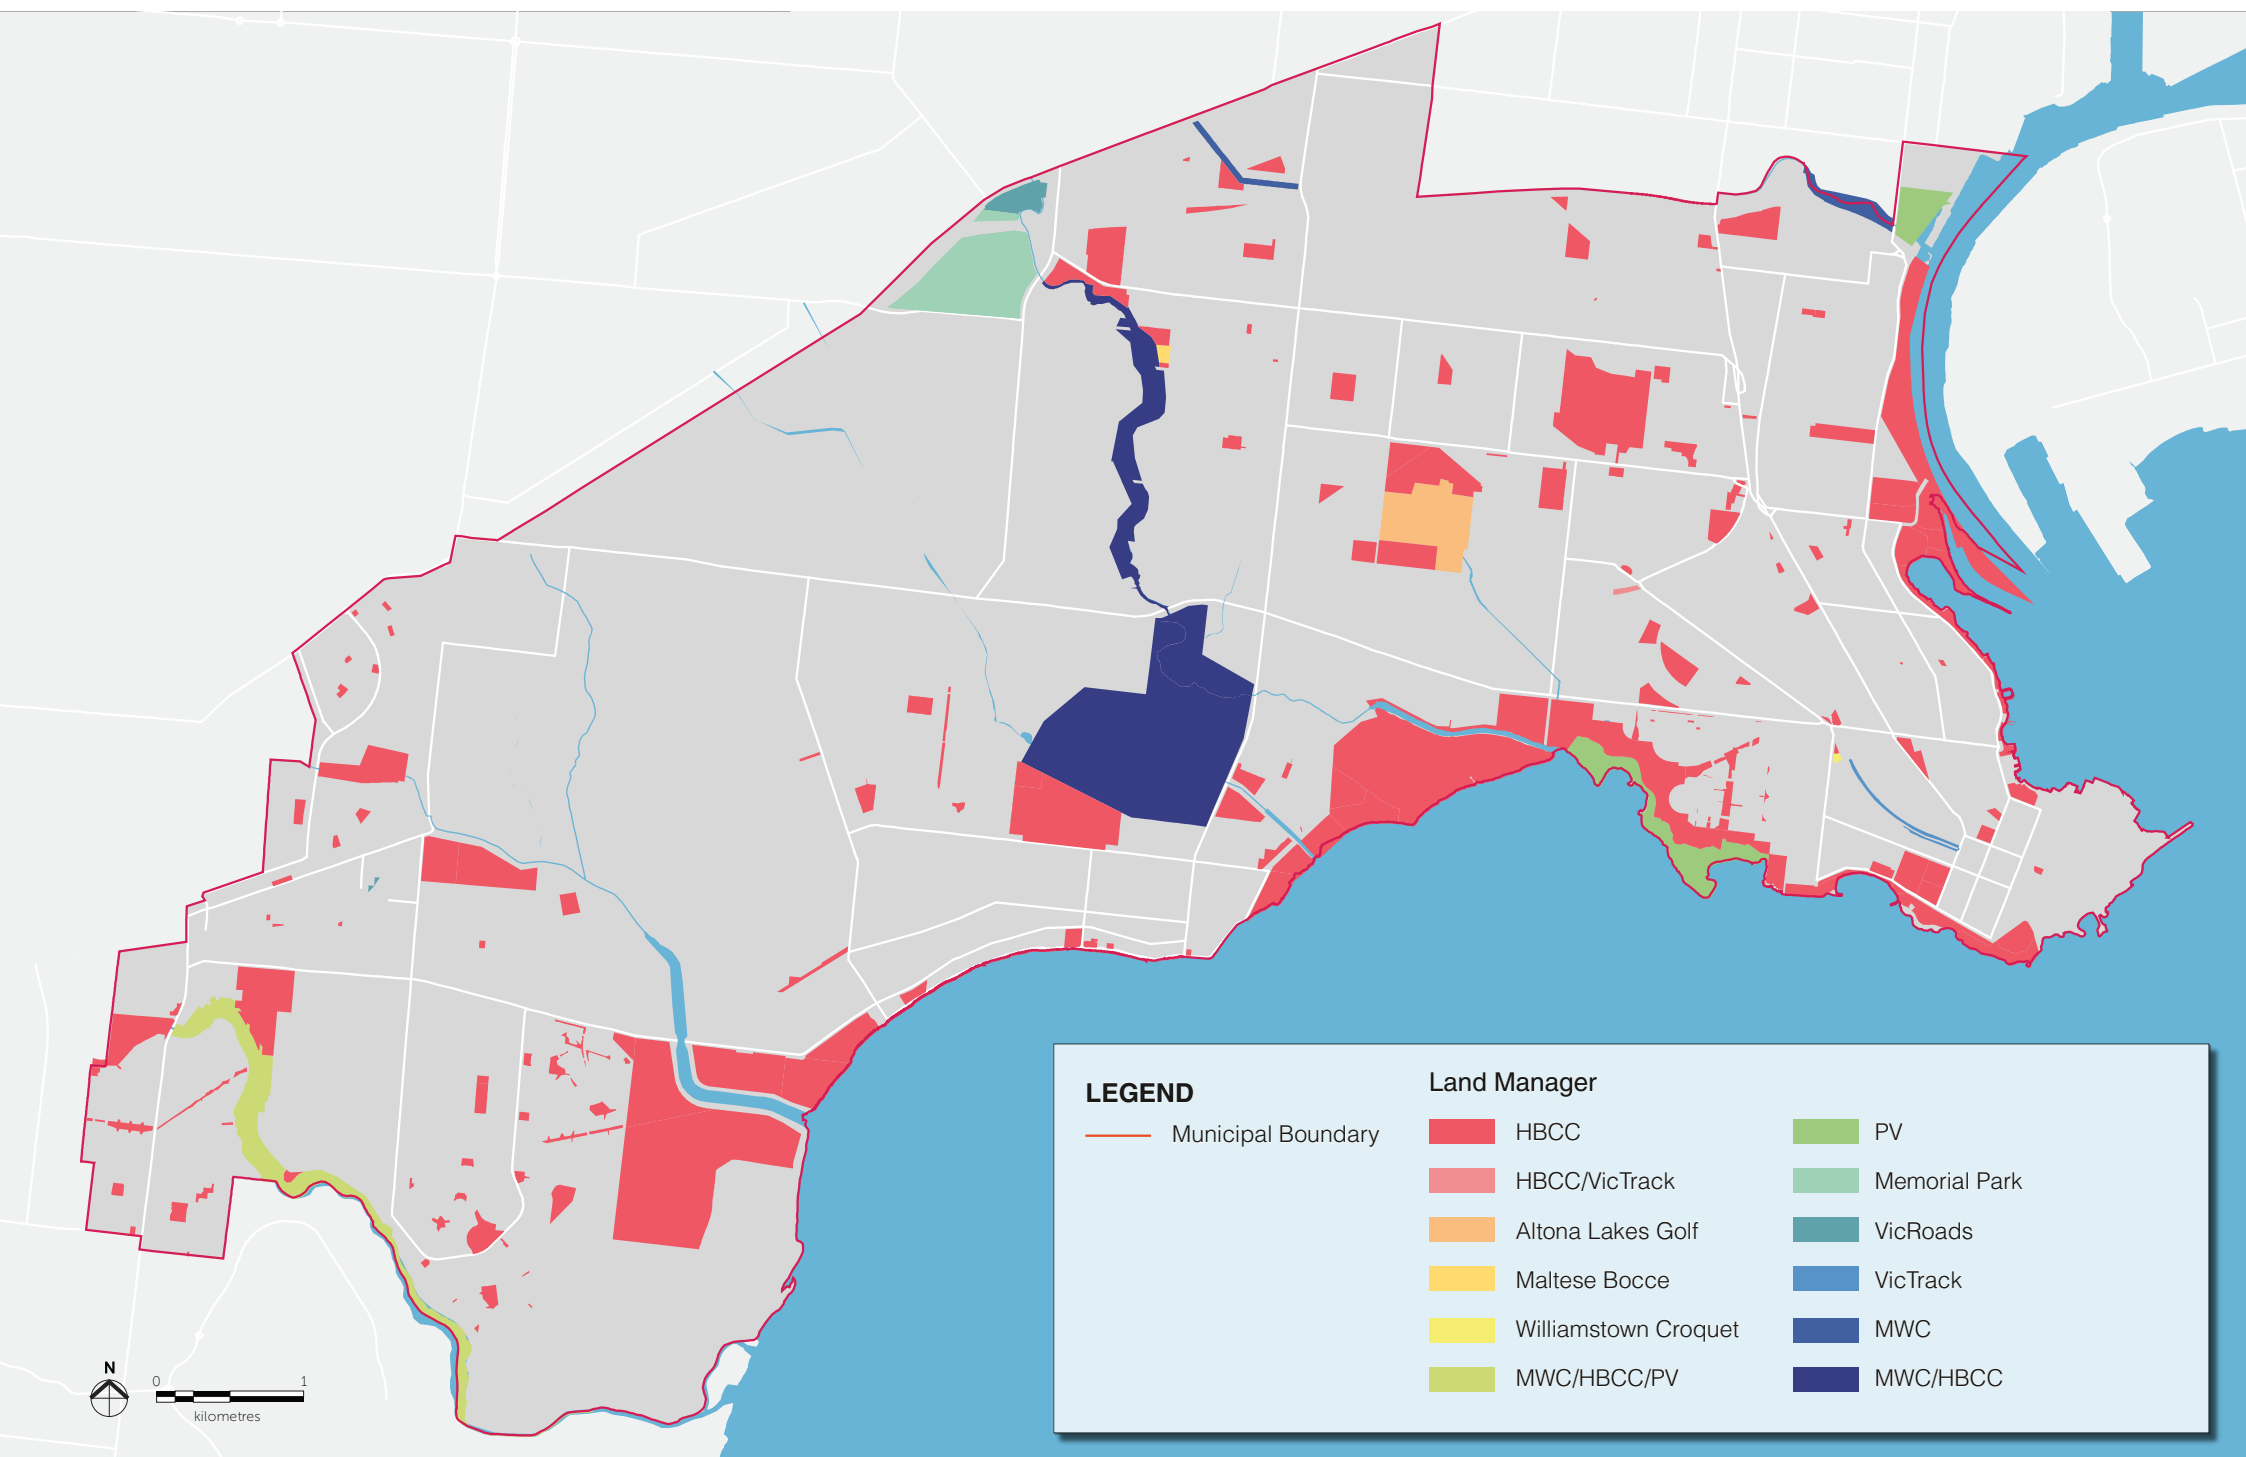 LEGEND
Municipal Boundary
Land Manager
HBCC
HBCC/VicTrack
Altona Lakes Golf
Maltese Bocce
Williamstown Croquet
MWC/HBCC/PV
PV
Memorial Park
VicRoads
VicTrack
MWC
MWC/HBCC
N
0 1
kilometres